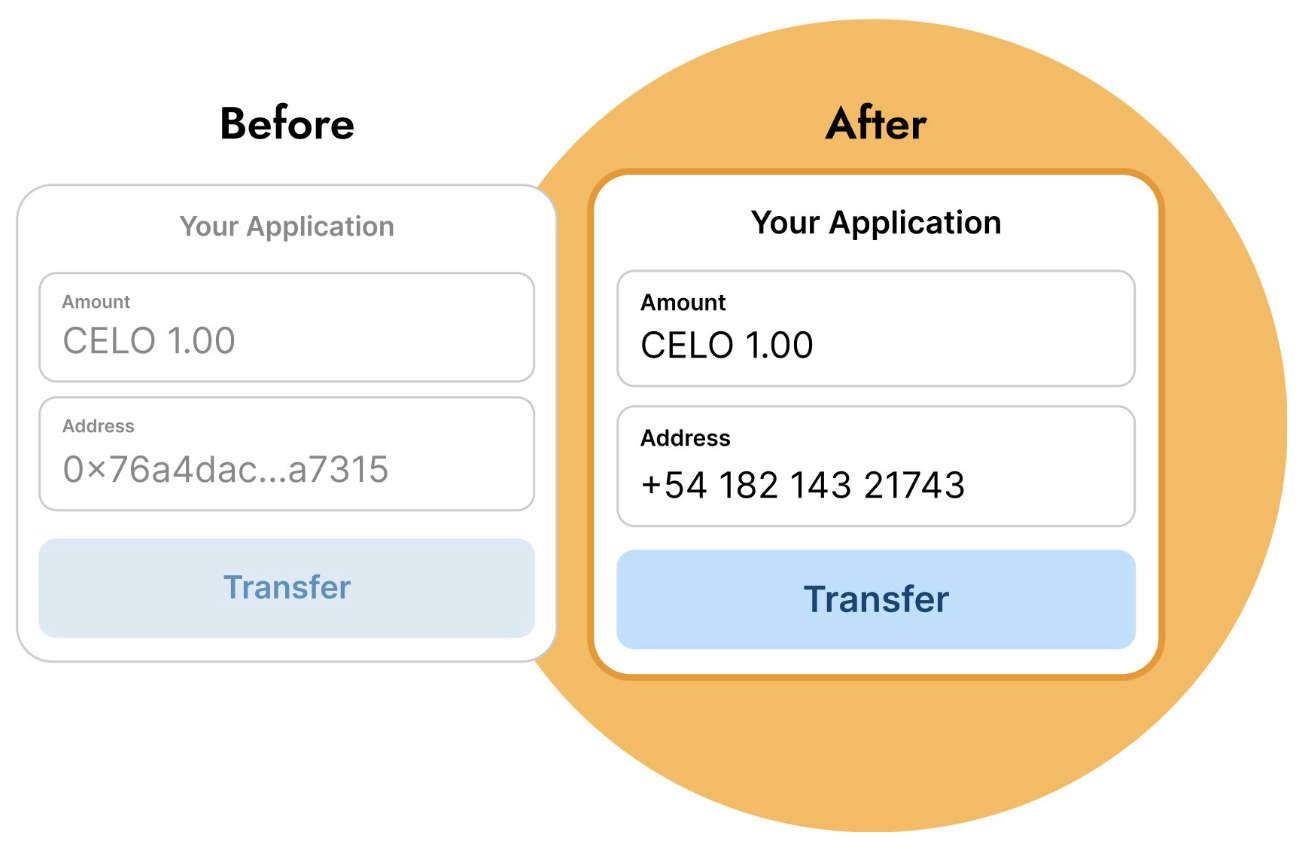 Before
Your Application
Amount
CELO 1.00
Address
0×76a4dac...a7315
Transfer
After
Your Application
Amount
CELO 1.00
Address
+54 182 143 21743
Transfer